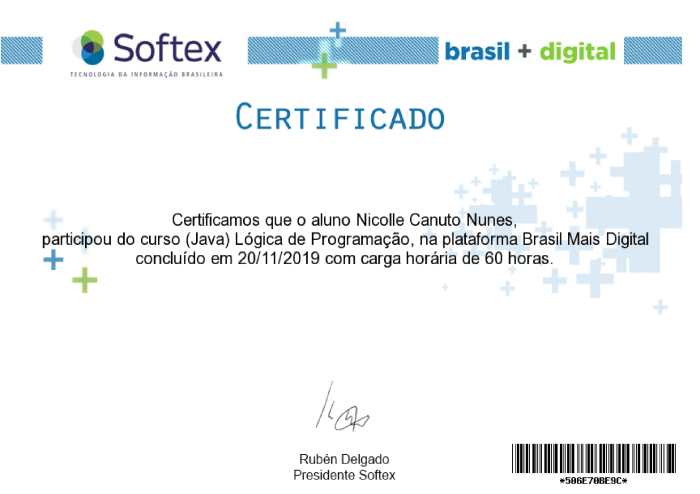 Softex
TECNOLOGIA DA INFORMAÇÃO BRASILEIRA
brasil + digital
CERTIFICADO
Certificamos que o aluno Nicolle Canuto Nunes,
participou do curso (Java) Lógica de Programação, na plataforma Brasil Mais Digital
concluído em 20/11/2019 com carga horária de 60 horas.
Rubén Delgado
Presidente Softex
*506E70BE9C*